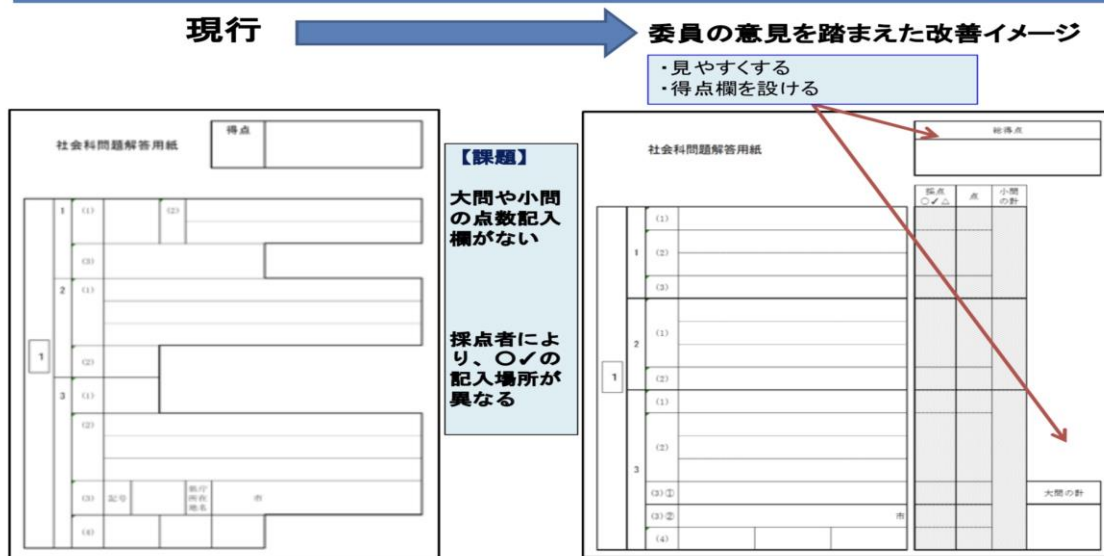 現行
委員の意見を踏まえた改善イメージ
・見やすくする
・得点欄を設ける
社会科問題解答用紙
得点
1
1
(1)
(2)
(3)
2
(1)
(2)
3
(1)
(2)
(3)
記号
県庁所在地名
市
(4)
【課題】
大問や小問
の点数記入
欄がない
採点者によ
り、○✓の
記入場所が
異なる
社会科問題解答用紙
総得点
採点
○✓△
点
小問
の計
1
1
(1)
(2)
(3)
2
(1)
(2)
3
(1)
(2)
(3)①
(3)②
市
(4)
大問の計